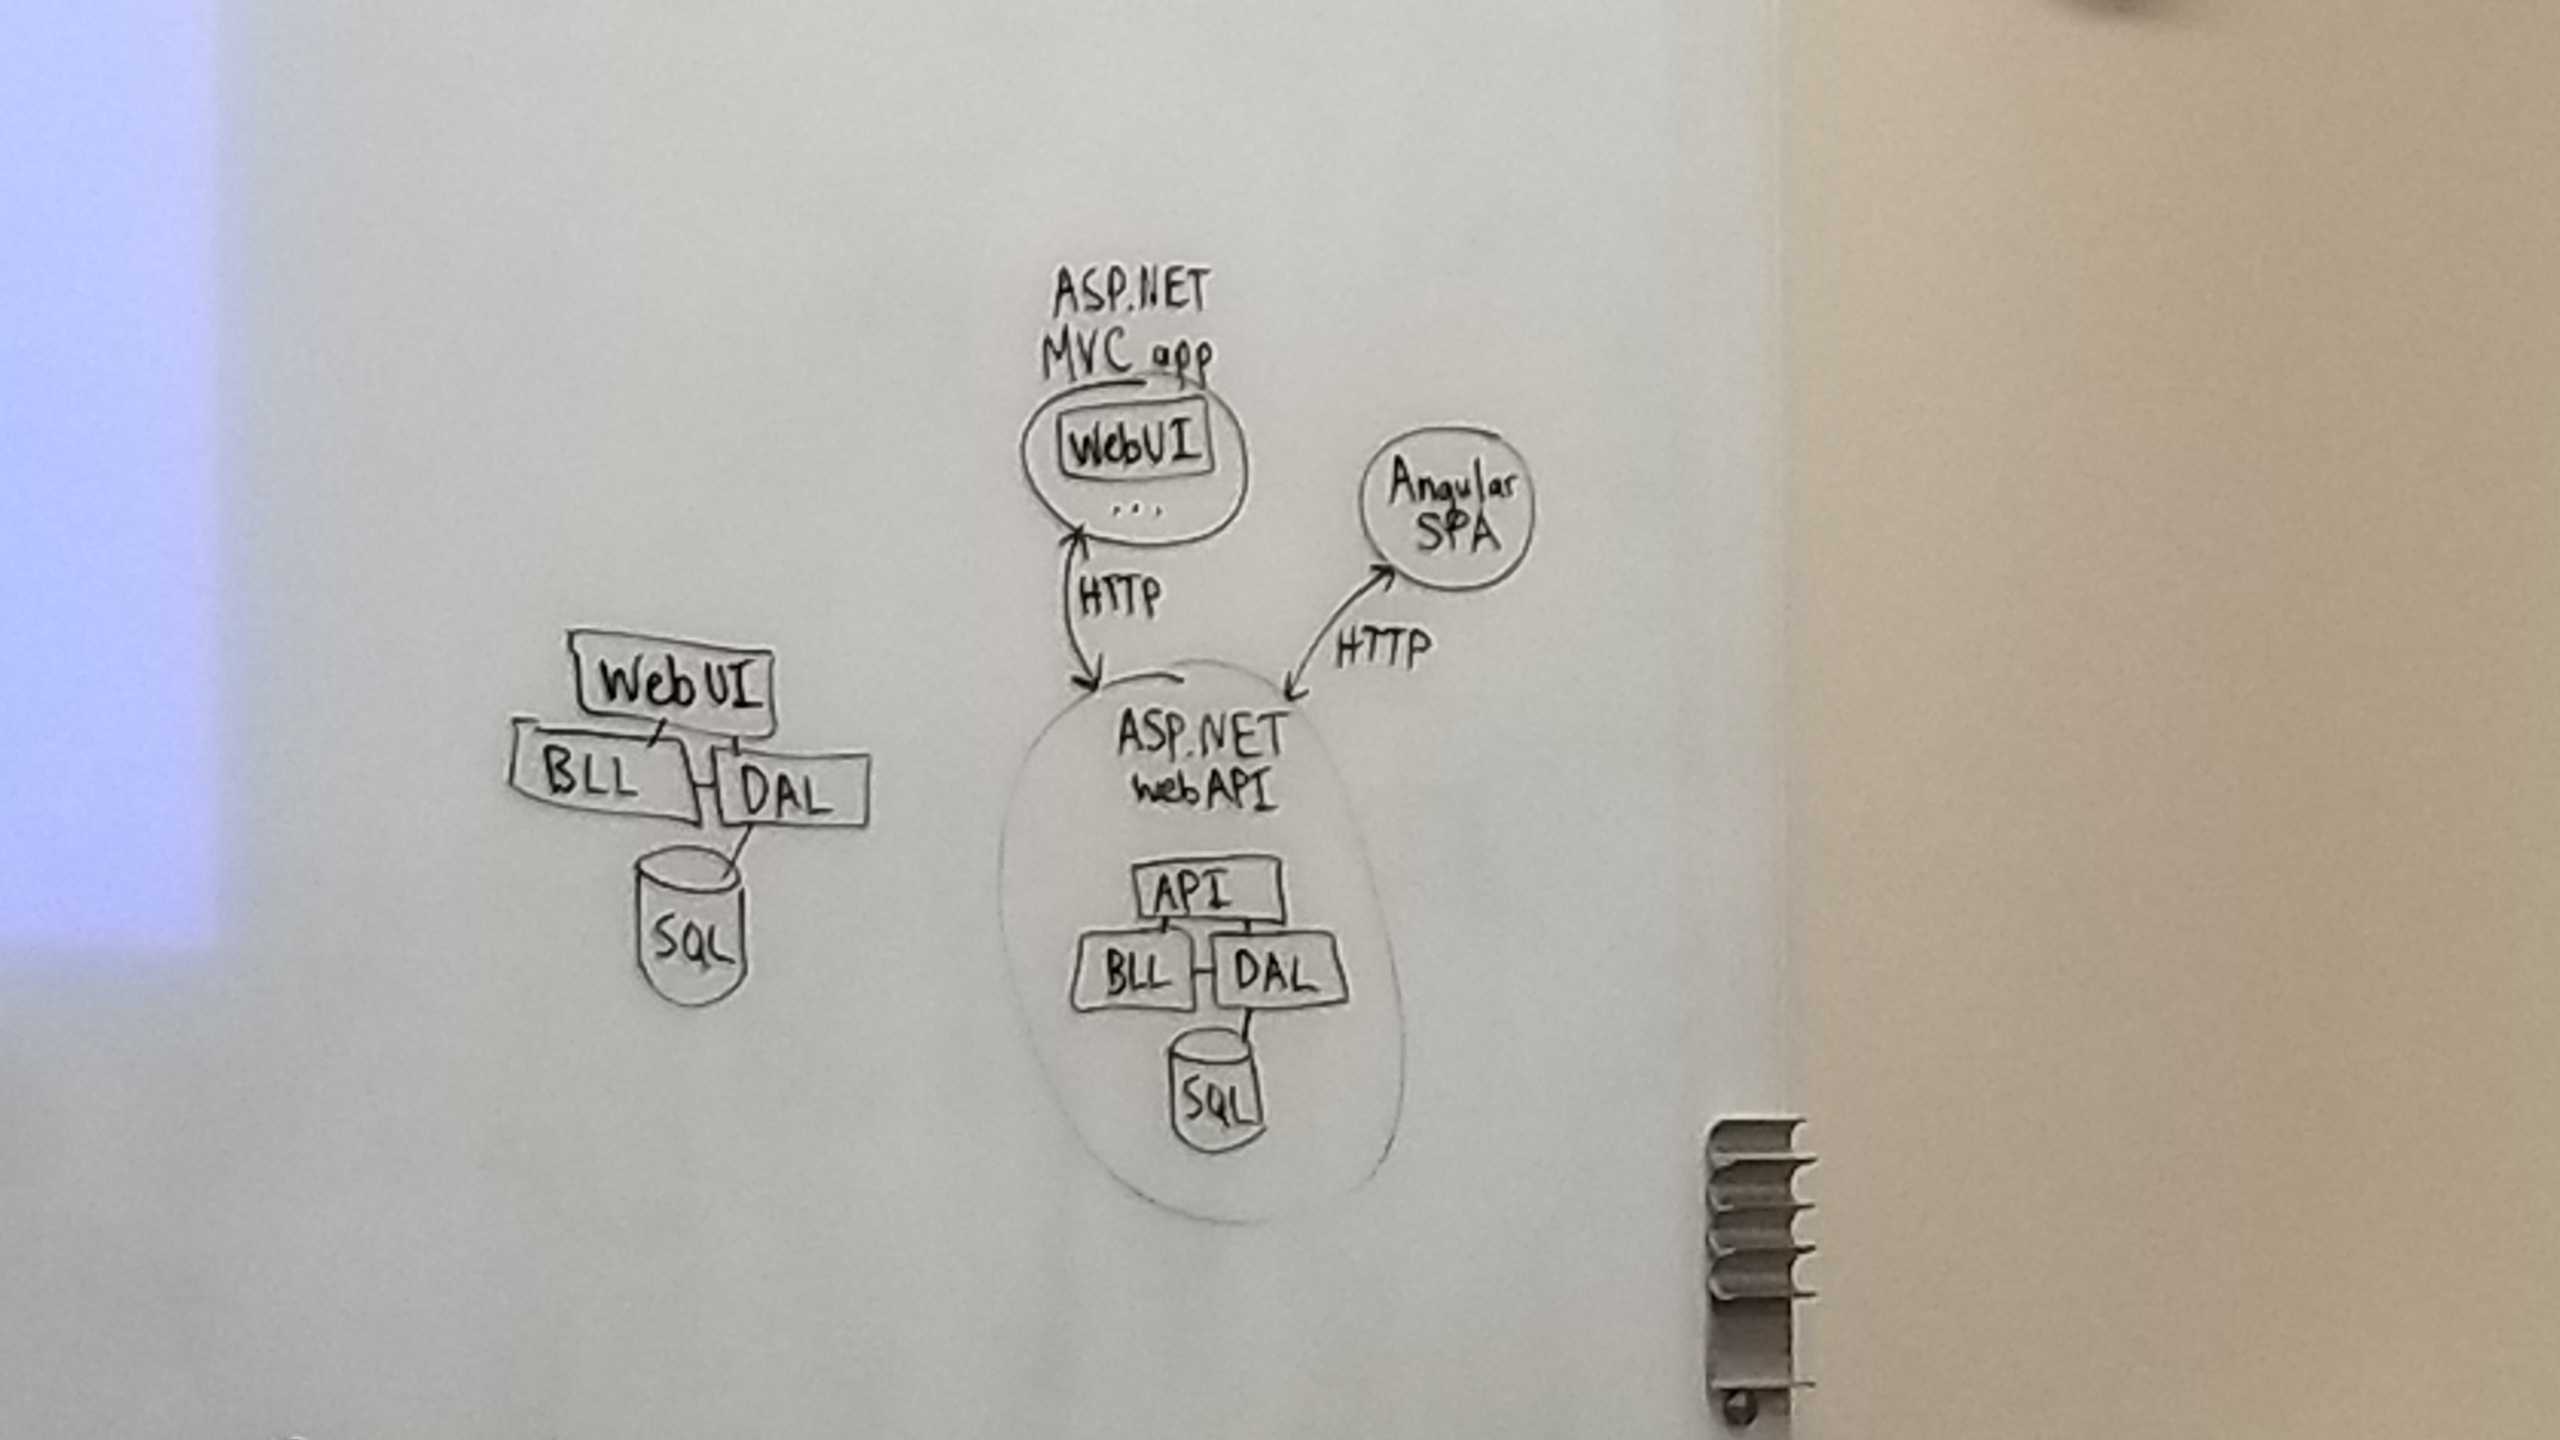 WebUI
BLL
DAL
SQL
ASP.NET
MVC app
WebUI
...
HTTP
Angular
SPA
HTTP
ASP.NET
webAPI
API
BLL
DAL
SQL